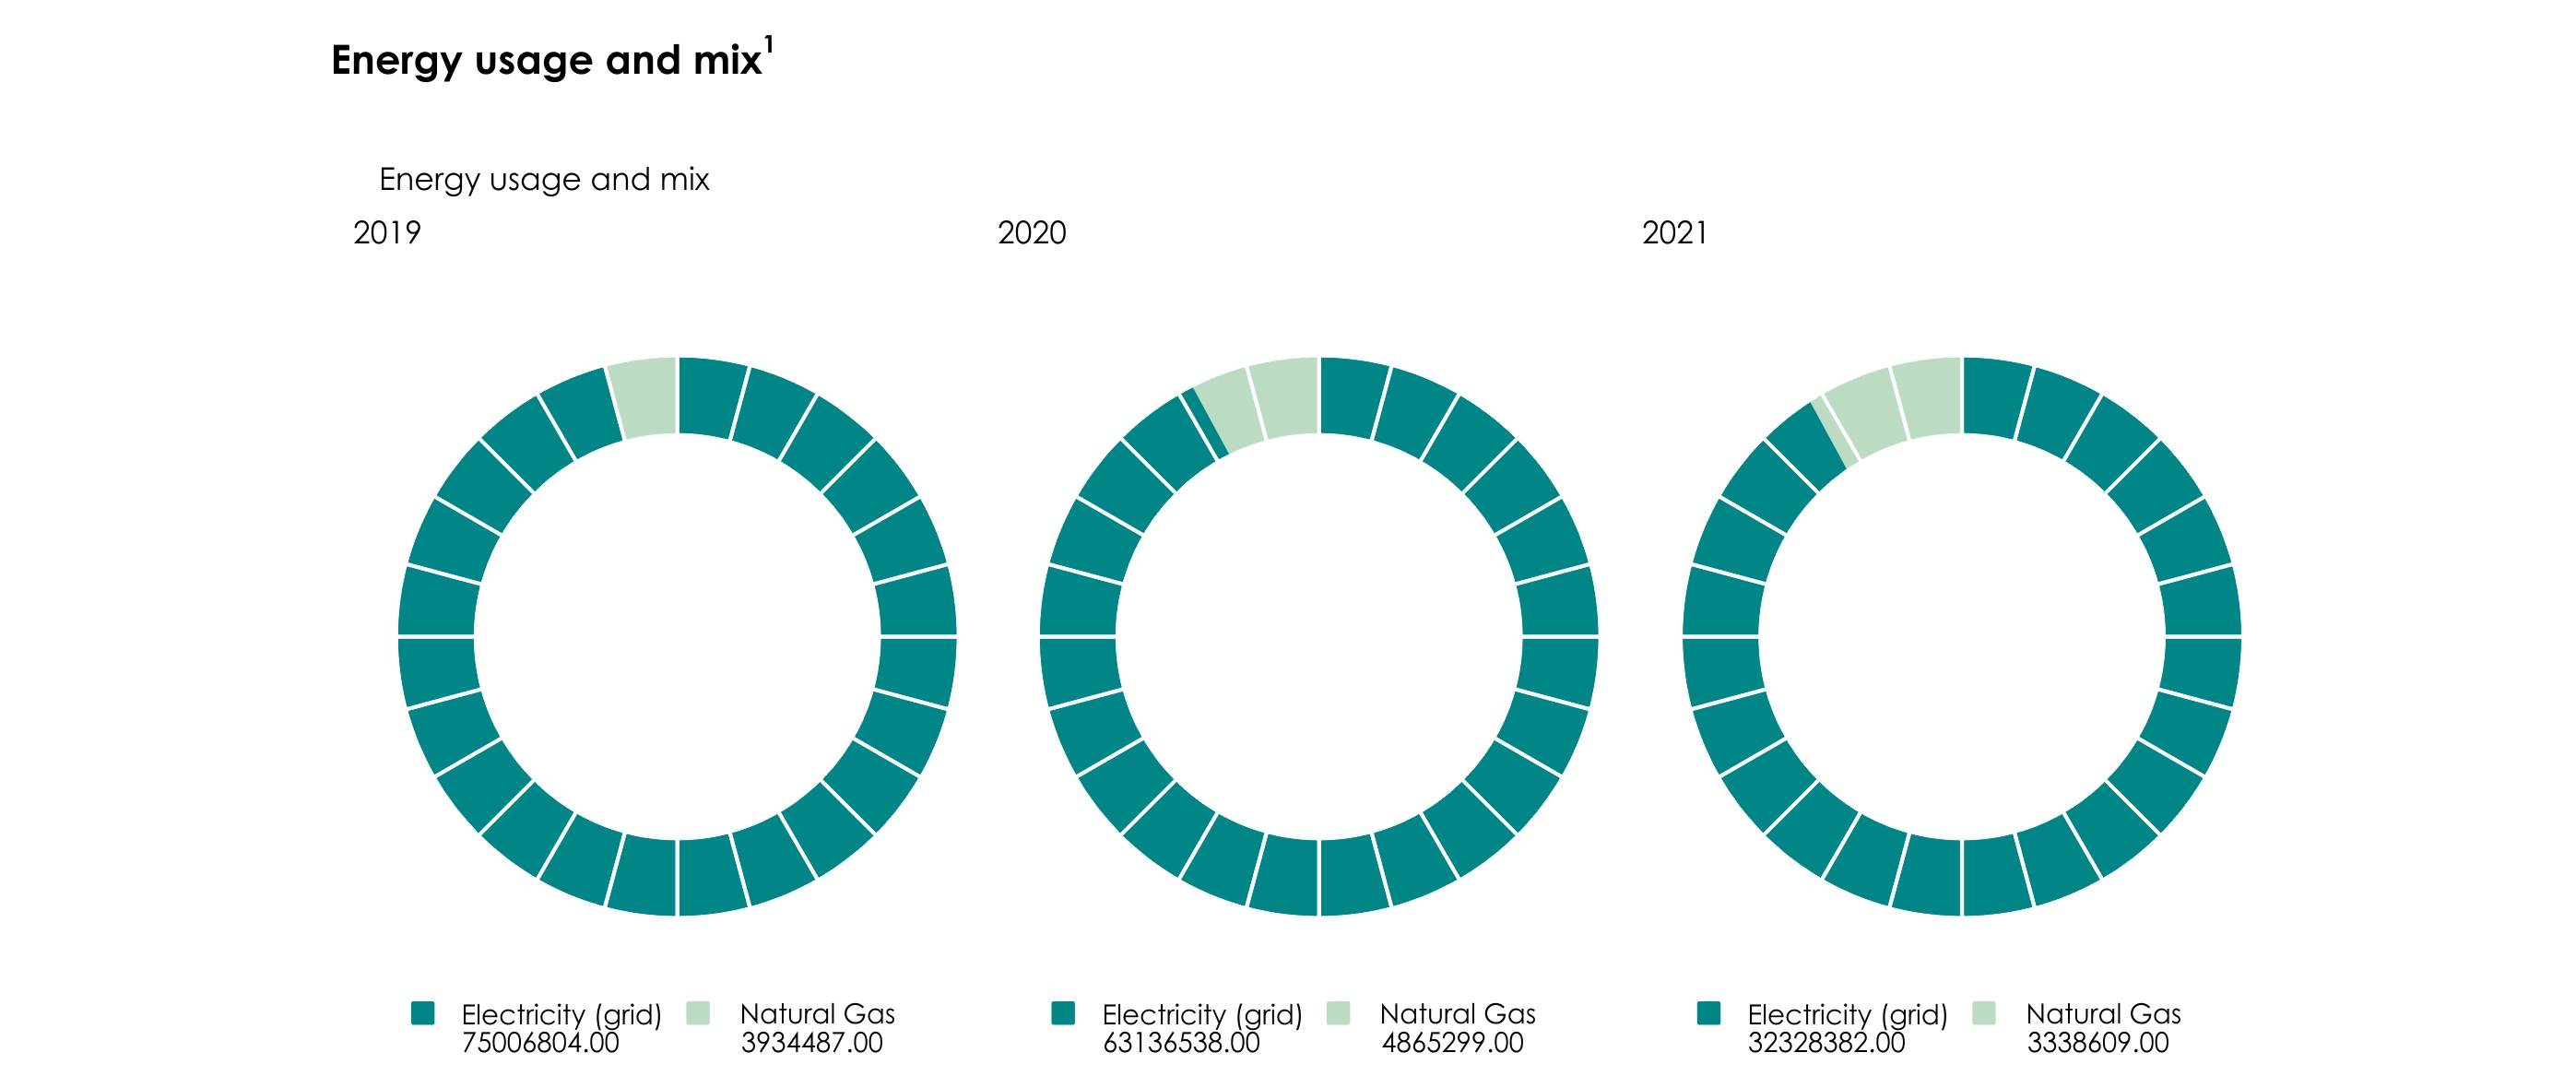 Energy usage and mix¹
Energy usage and mix
2019
2020
2021
Electricity (grid)
75006804.00
Natural Gas
3934487.00
Electricity (grid)
63136538.00
Natural Gas
4865299.00
Electricity (grid)
32328382.00
Natural Gas
3338609.00